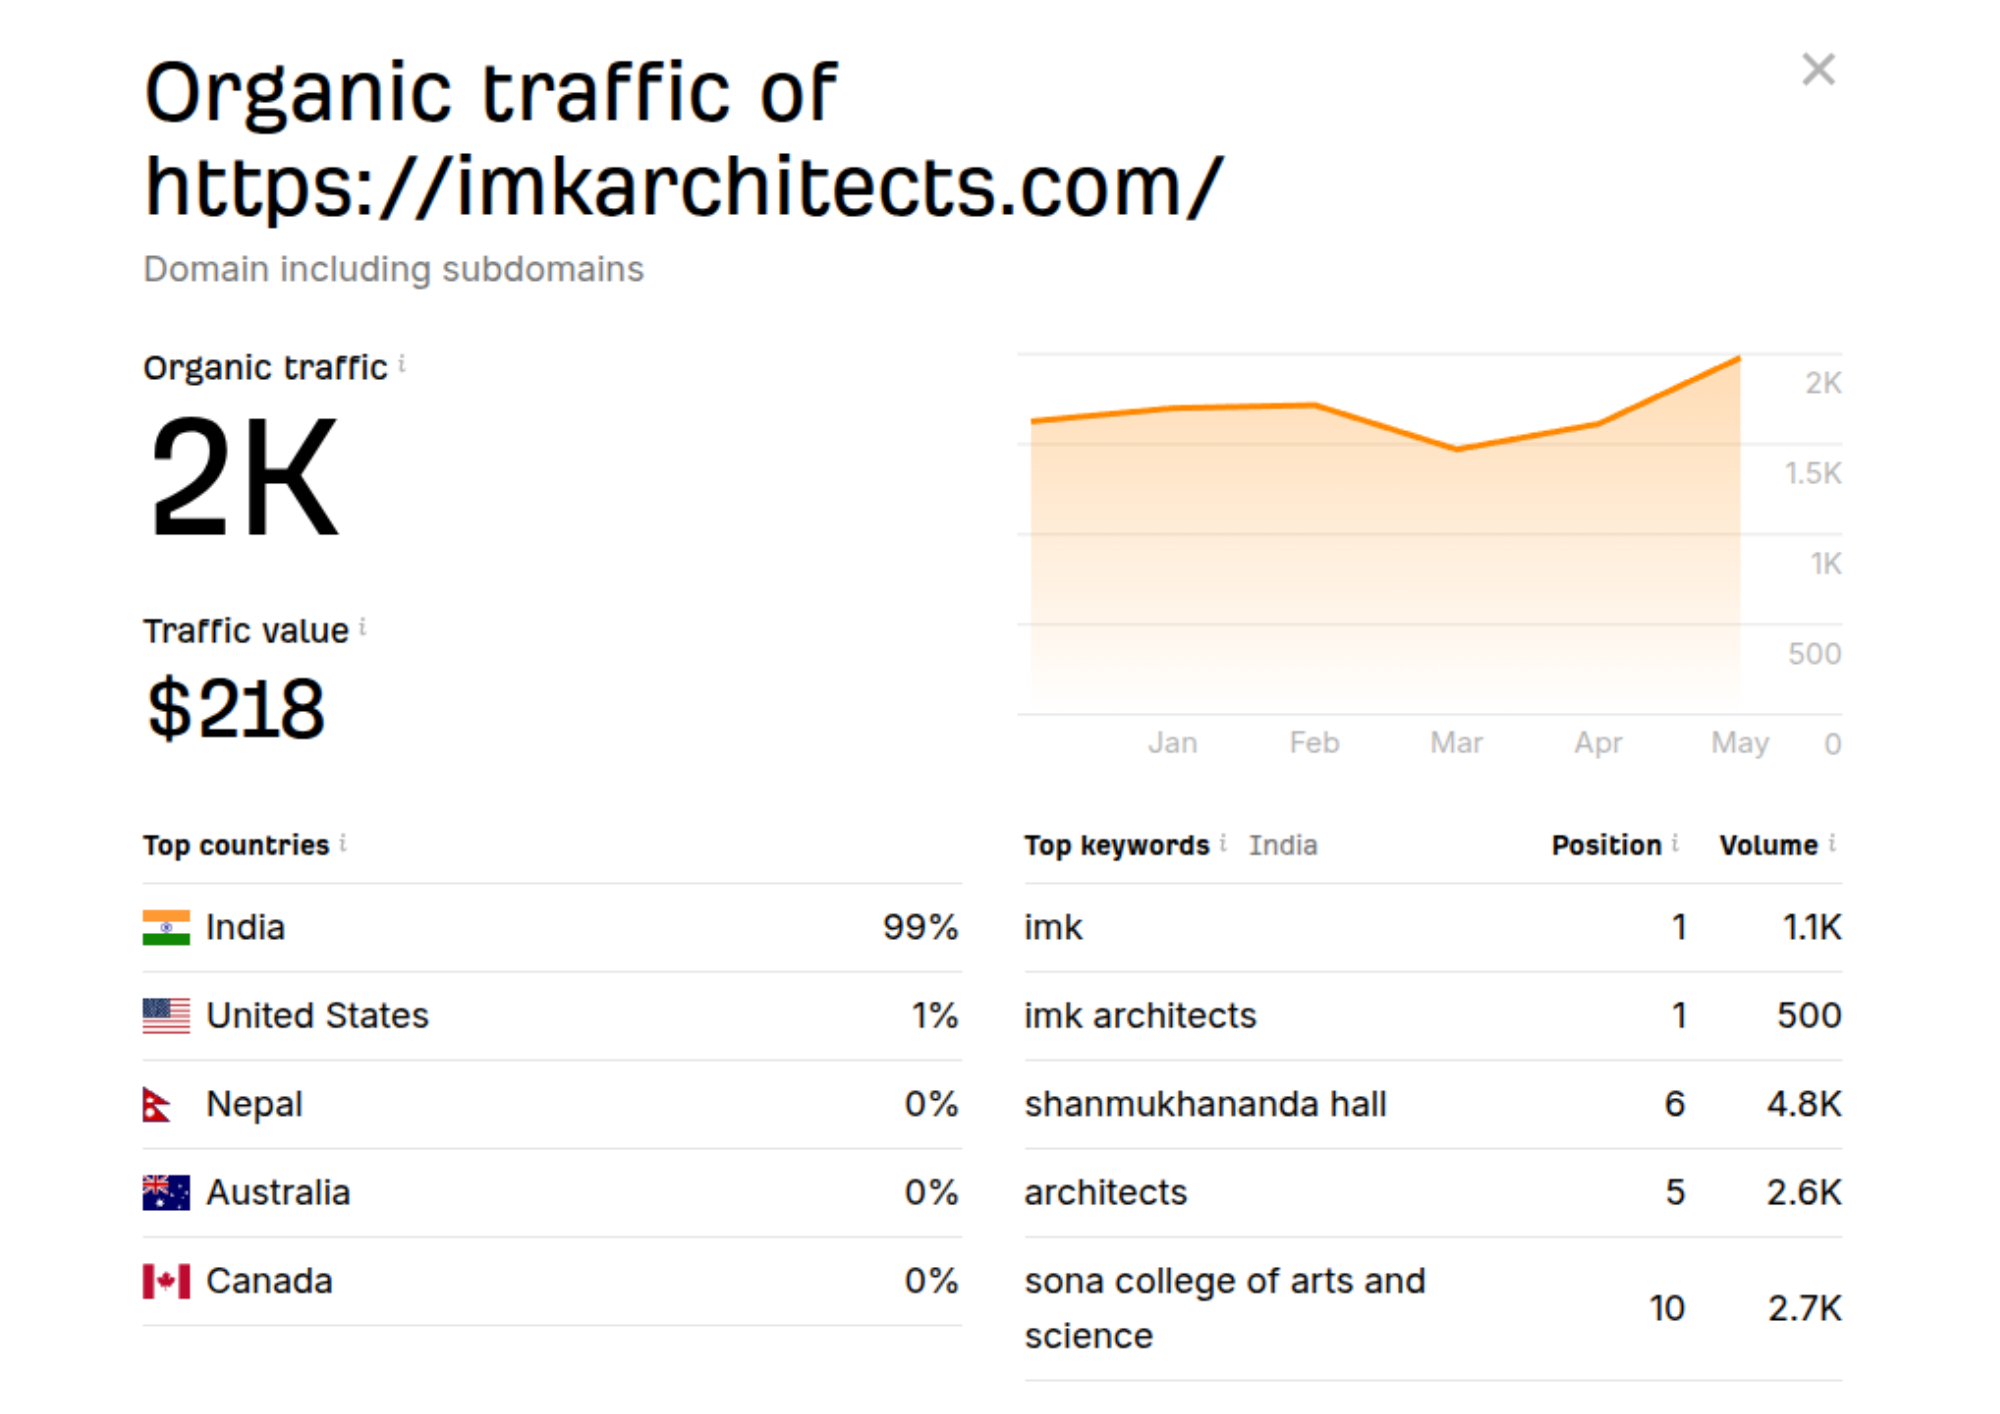 Organic traffic of
https://imkarchitects.com/
Domain including subdomains
Organic traffic i
2K
Traffic value i
$218
2K
1.5K
1K
500
Jan Feb Mar Apr May 0
Top countries i
India 99%
United States 1%
Nepal 0%
Australia 0%
Canada 0%
Top keywords i India Position i Volume i
imk 1 1.1K
imk architects 1 500
shanmukhananda hall 6 4.8K
architects 5 2.6K
sona college of arts and
science 10 2.7K